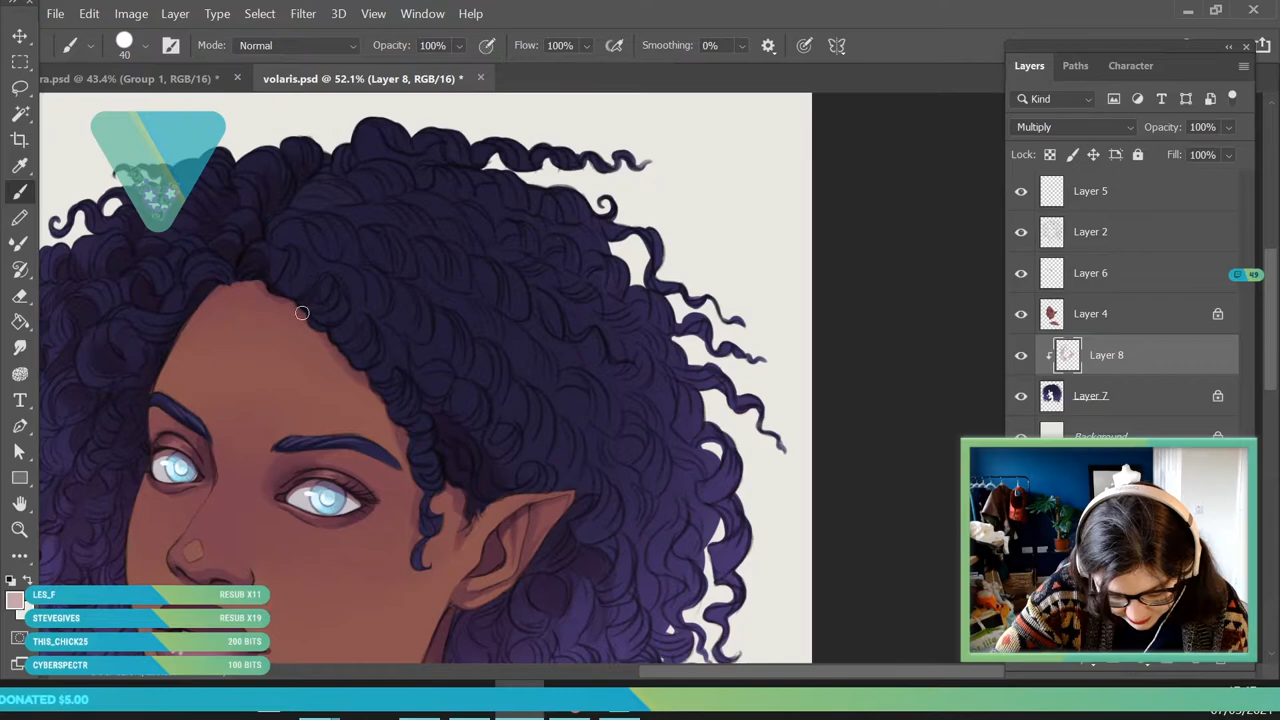 File Edit Image Layer Type Select Filter 3D View Window Help
40 Mode: Normal Opacity: 100% Flow: 100% Smoothing: 0%
ra.psd @ 43.4% (Group 1, RGB/16) * volaris.psd @ 52.1% (Layer 8, RGB/16) *
Layers Paths Character
Kind
Multiply Opacity: 100%
Lock: Fill: 100%
Layer 5
Layer 2
Layer 6
49
Layer 4
Layer 8
Layer 7
Background
LES_F RESUB X11
STEVEGIVES RESUB X19
THIS_CHICK25 200 BITS
CYBERSPECTR 100 BITS
DONATED $5.00